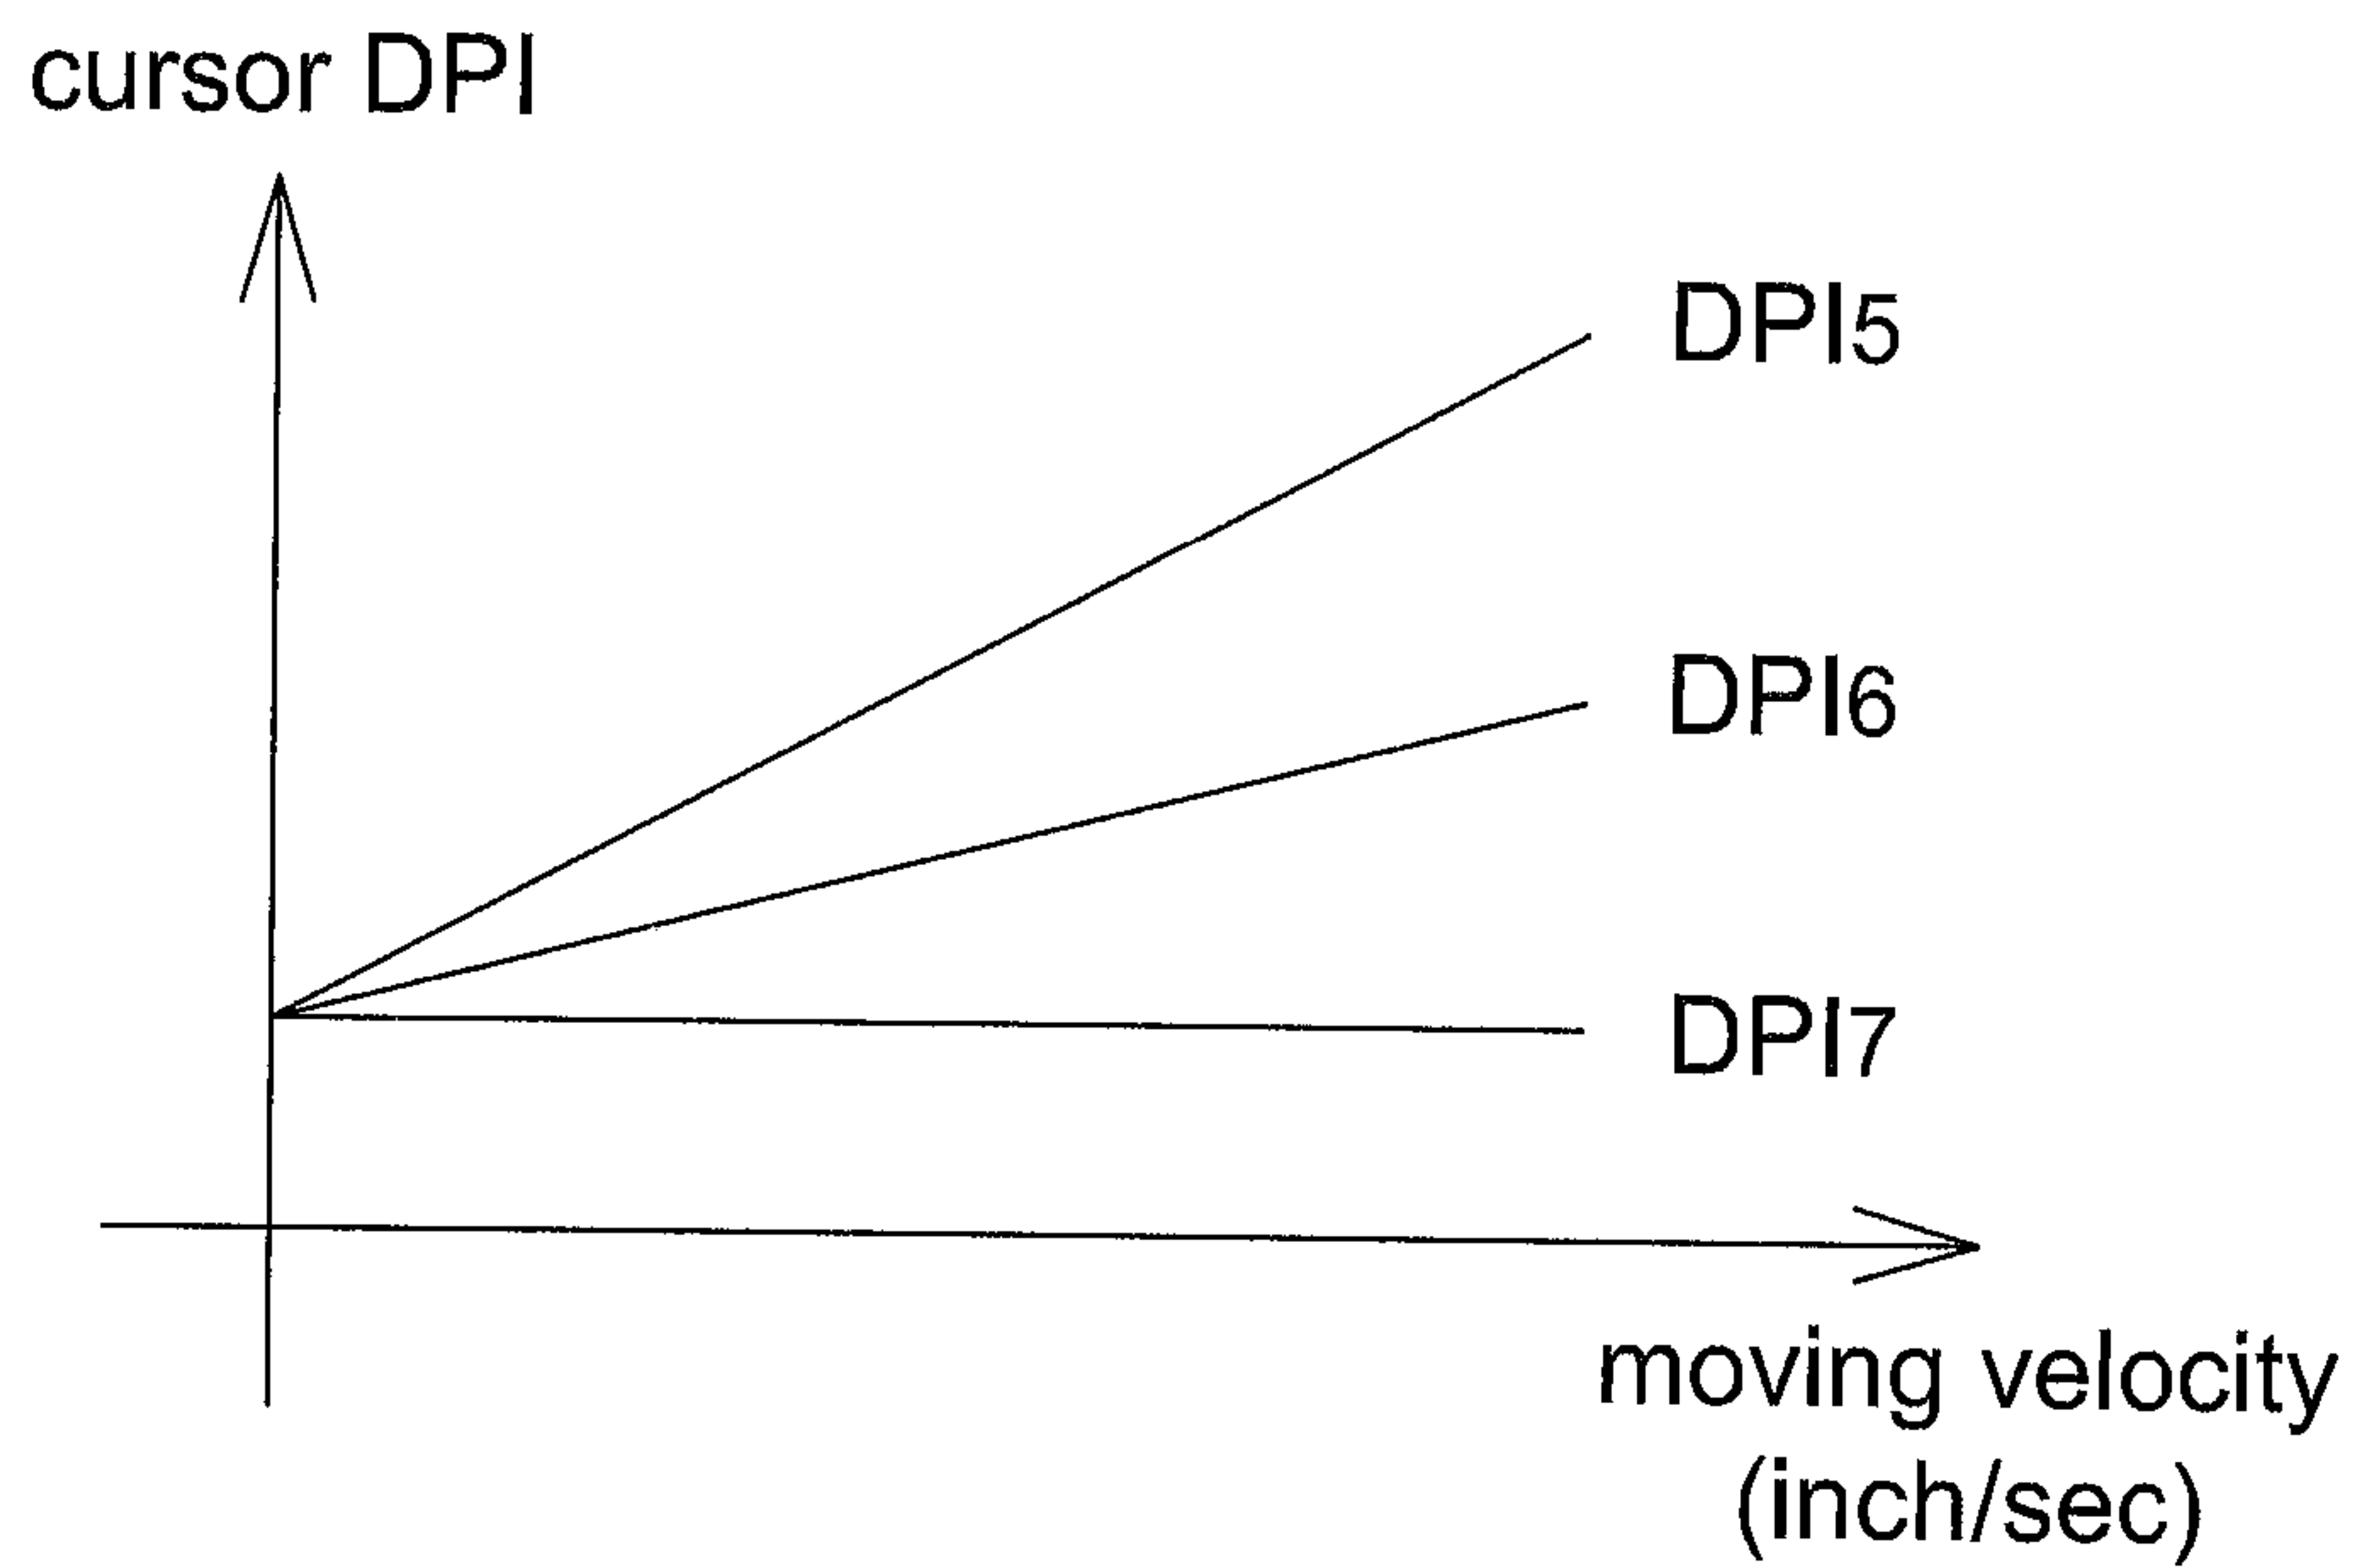 cursor DPI
DPI5
DPI6
DPI7
moving velocity
(inch/sec)